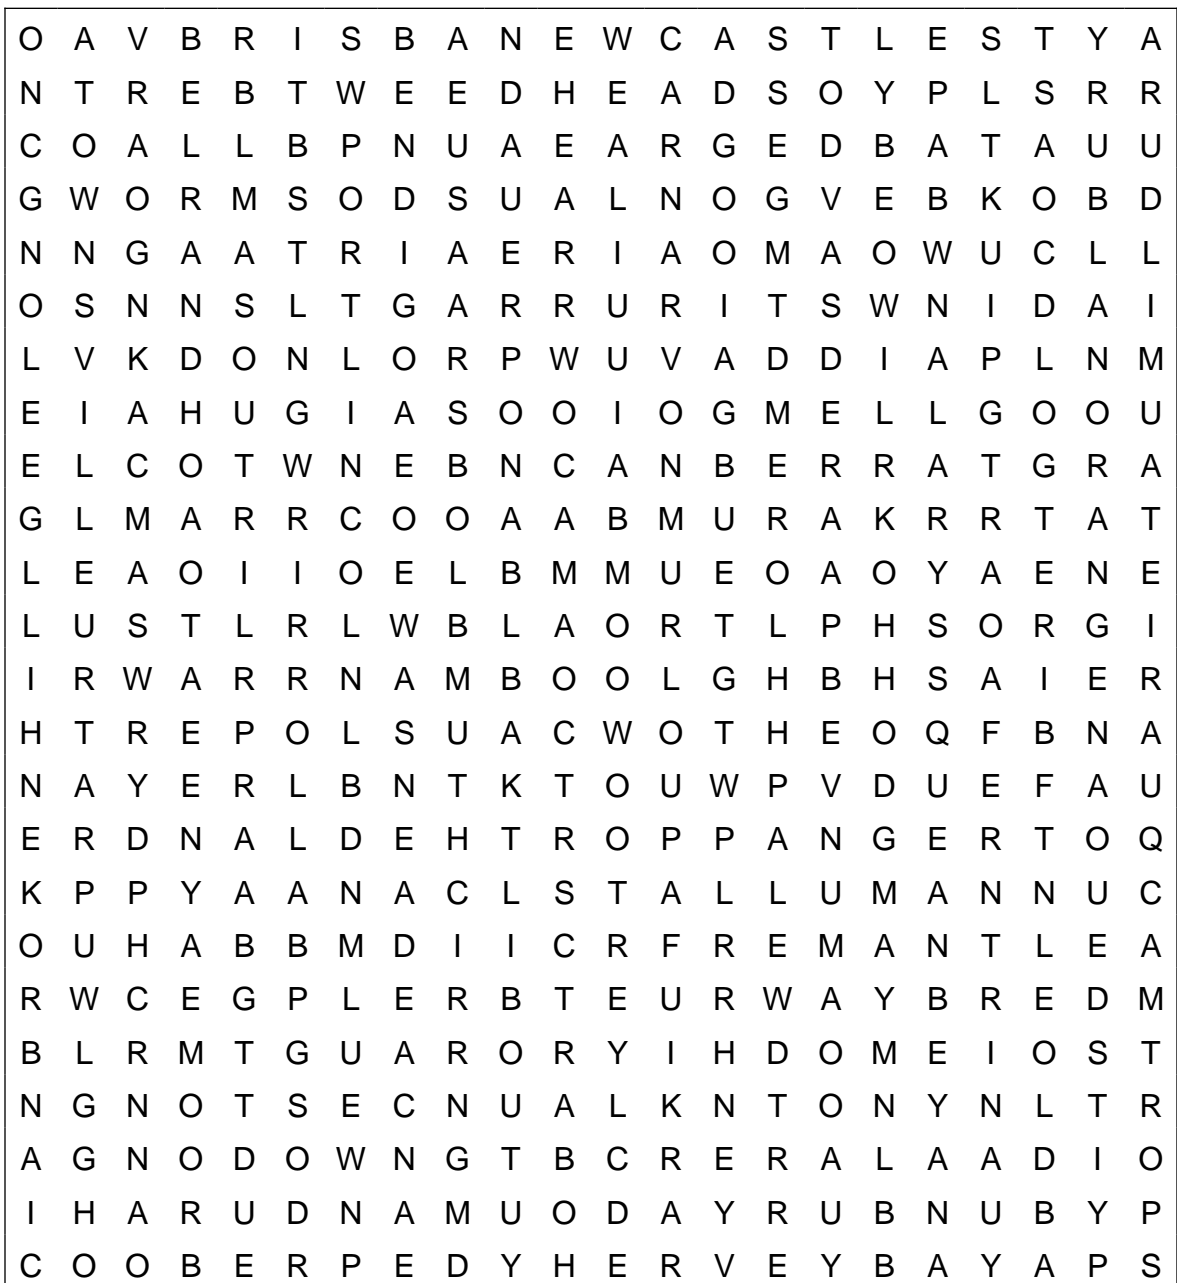 O A V B R I S B A N E W C A S T L E S T Y A
N T R E B T W E E D H E A D S O Y P L S R R
C O A L L B P N U A E A R G E D B A T A U U
G W O R M S O D S U A L N O G V E B K O B D
N N G A A T R I A E R I A O M A O W U C L L
O S N N S L T G A R R U R I T S W N I D A I
L V K D O N L O R P W U V A D D I A P L N M
E I A H U G I A S O O I O G M E L L G O O U
E L C O T W N E B N C A N B E R R A T G R A
G L M A R R C O O A A B M U R A K R R T A T
L E A O I I O E L B M M U E O A O Y A E N E
L U S T L R L W B L A O R T L P H S O R G I
I R W A R R N A M B O O L G H B H S A I E R
H T R E P O L S U A C W O T H E O Q F B N A
N A Y E R L B N T K T O U W P V D U E F A U
E R D N A L D E H T R O P P A N G E R T O Q
K P P Y A A N A C L S T A L L U M A N N U C
O U H A B B M D I I C R F R E M A N T L E A
R W C E G P L E R B T E U R W A Y B R E D M
B L R M T G U A R O R Y I H D O M E I O S T
N G N O T S E C N U A L K N T O N Y N L T R
A G N O D O W N G T B C R E R A L A A D I O
I H A R U D N A M U O D A Y R U B N U B Y P
C O O B E R P E D Y H E R V E Y B A Y A P S